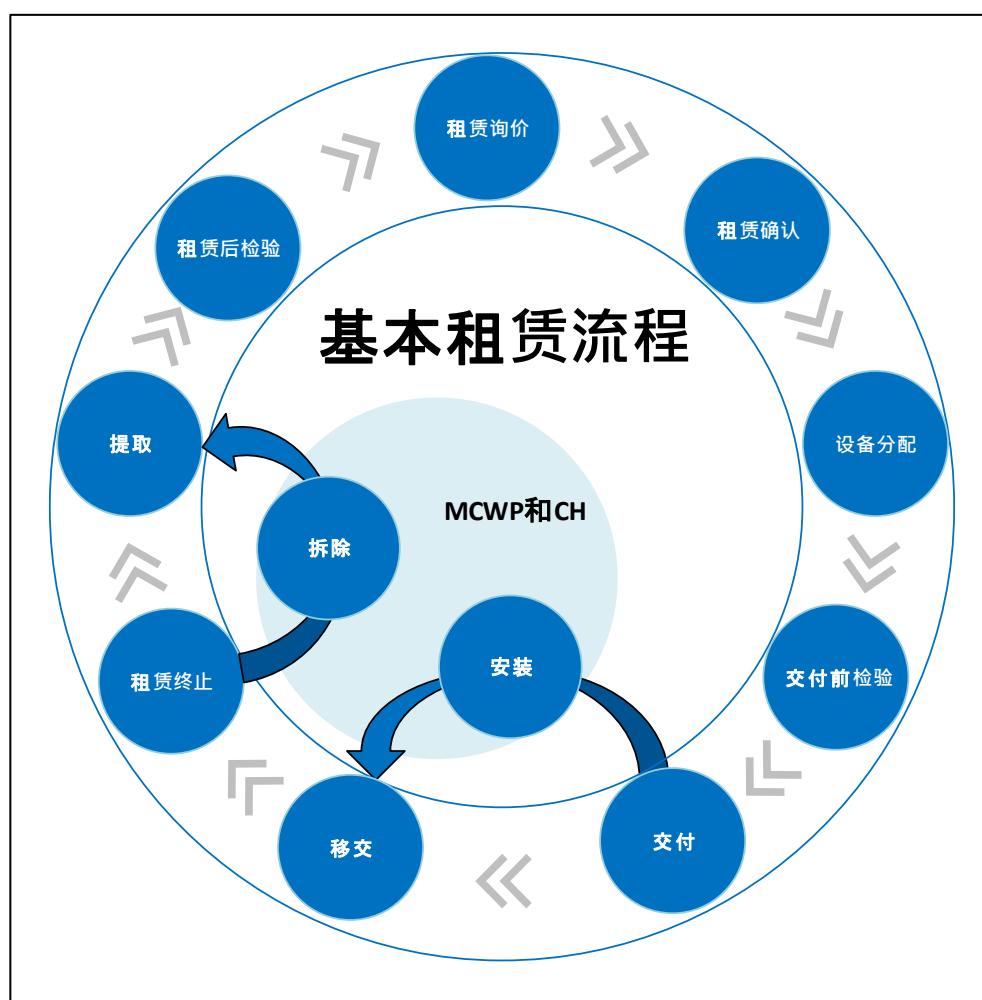 租赁询价
租赁确认
租赁后检验
基本租赁流程
提取
设备分配
MCWP和CH
拆除
安装
租赁终止
交付前检验
移交
交付